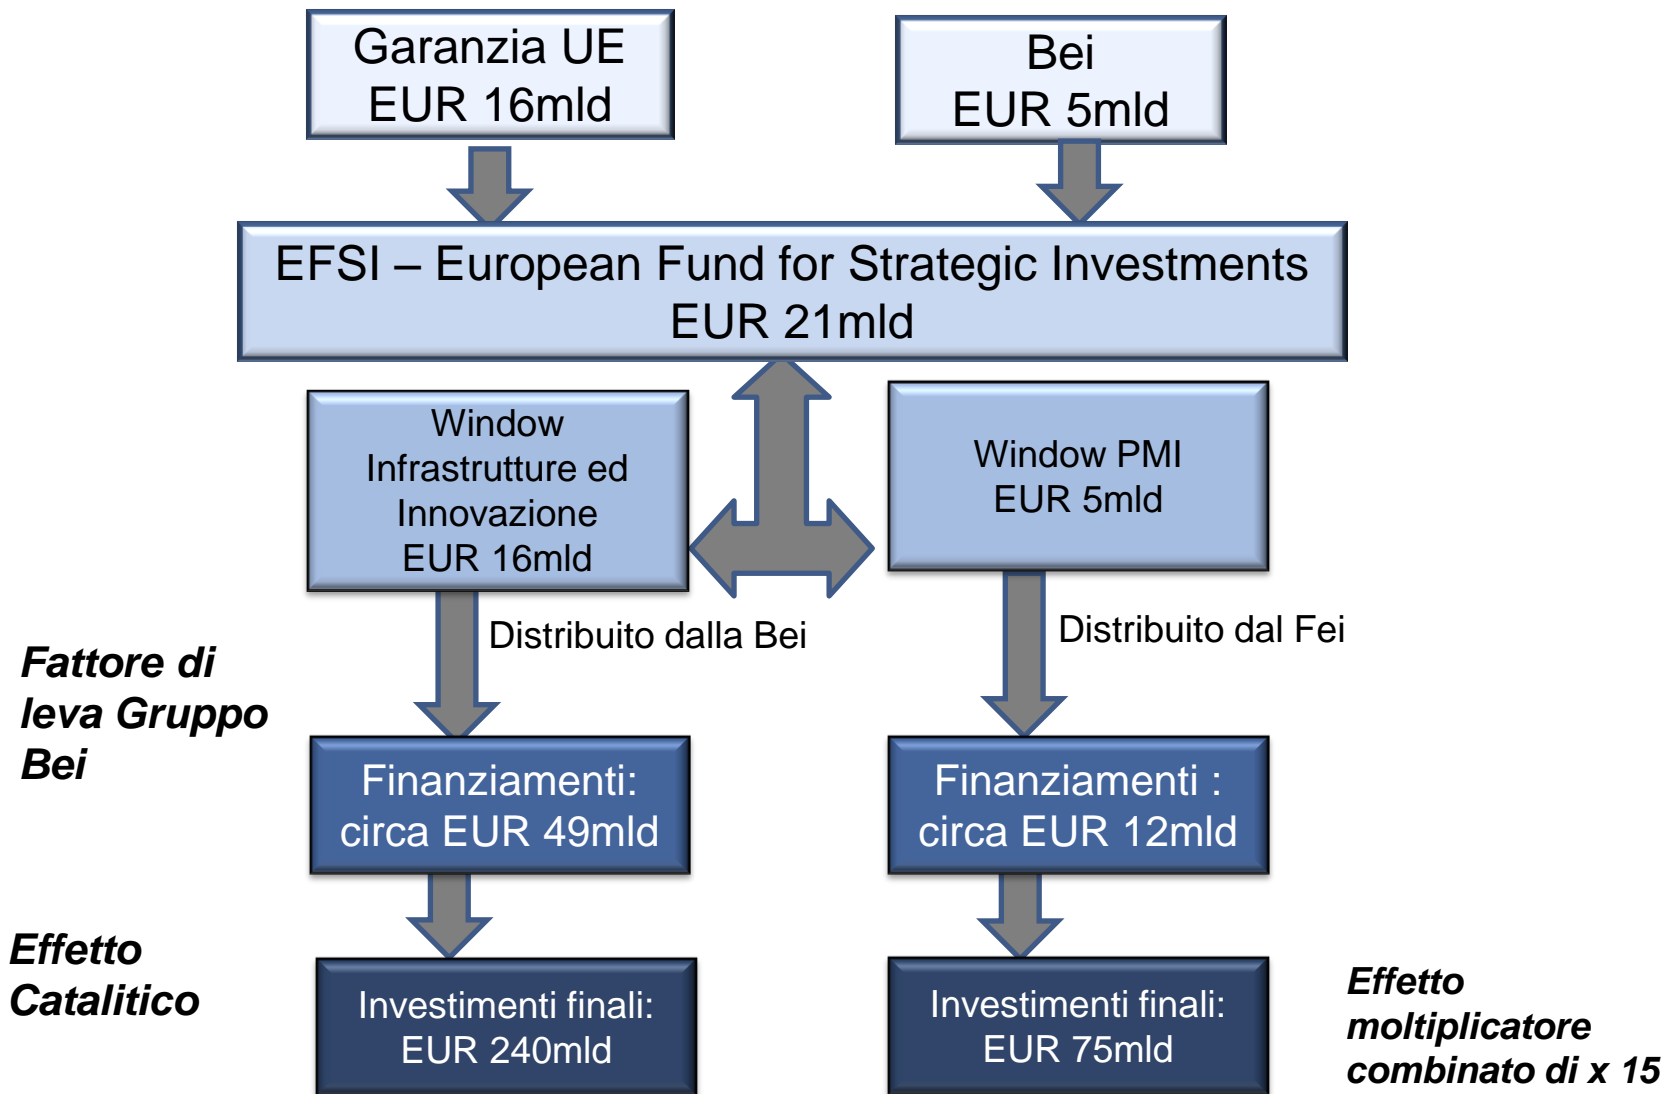 Garanzia UE
EUR 16mld
Bei
EUR 5mld
EFSI – European Fund for Strategic Investments
EUR 21mld
Window
Infrastrutture ed
Innovazione
EUR 16mld
Window PMI
EUR 5mld
Distribuito dalla Bei
Distribuito dal Fei
Fattore di
leva Gruppo
Bei
Finanziamenti:
circa EUR 49mld
Finanziamenti :
circa EUR 12mld
Effetto
Catalitico
Investimenti finali:
EUR 240mld
Investimenti finali:
EUR 75mld
Effetto
moltiplicatore
combinato di x 15